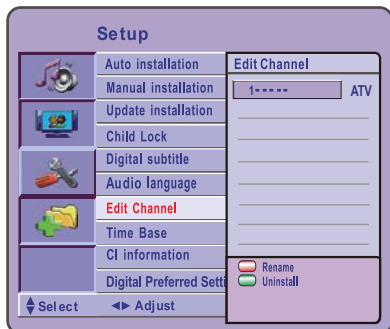 Setup
Auto installation
Manual installation
Update installation
Child Lock
Digital subtitle
Audio language
Edit Channel
Time Base
CI information
Digital Preferred Setti
Edit Channel
1----- ATV
Rename
Uninstall
Select
Adjust